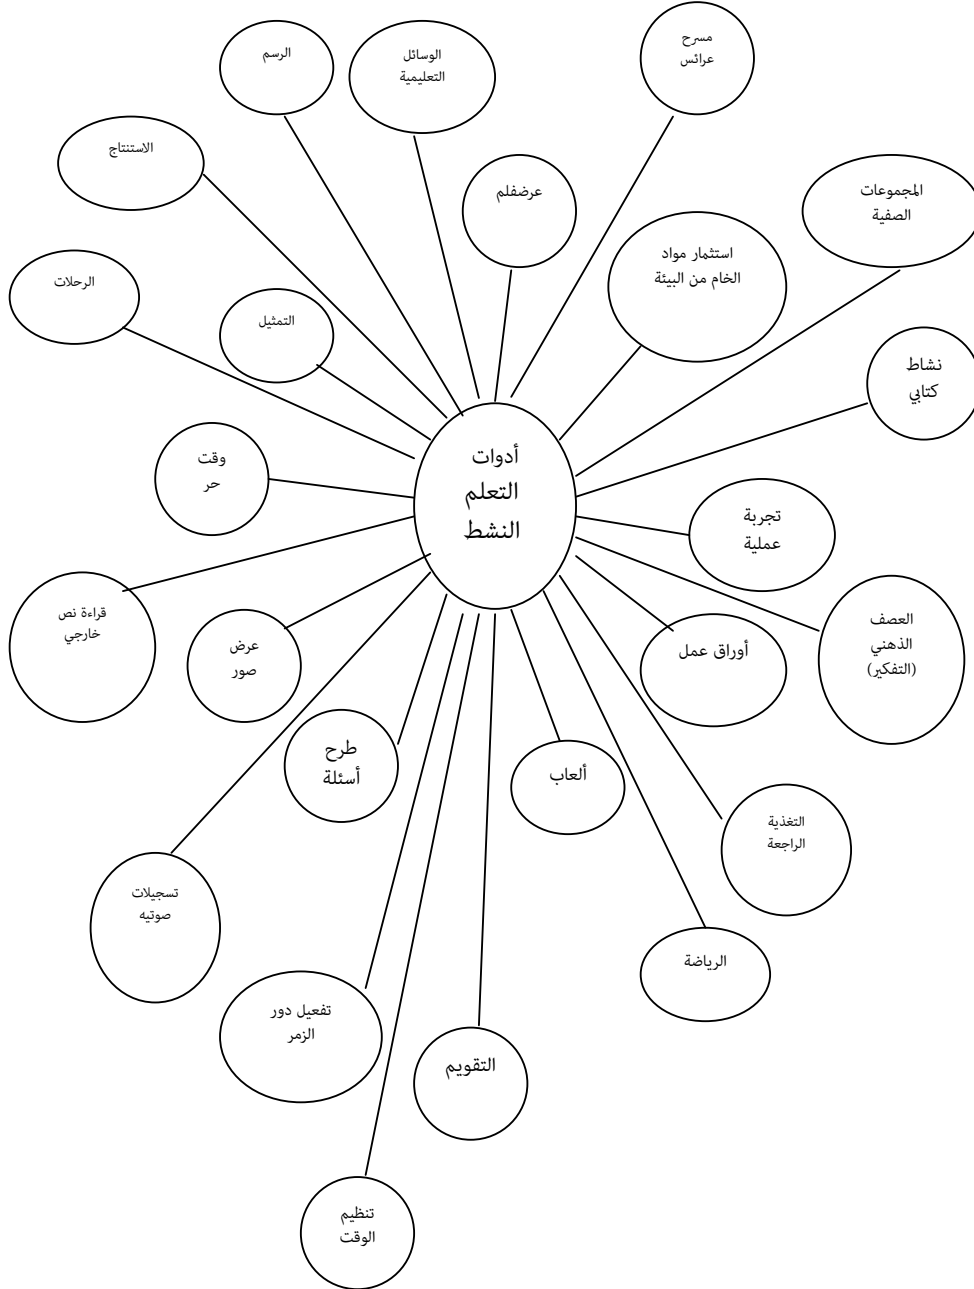 مسرح
عرائس
الوسائل
التعليمية
الرسم
الاستنتاج
عرضفلم
المجموعات
الصفية
استثمار مواد
الخام من البيئة
الرحلات
التمثيل
نشاط
كتابي
أدوات
التعلم
النشط
وقت
حر
تجربة
عملية
قراءة نص
خارجي
عرض
صور
أوراق عمل
العصف
الذهني
(التفكير)
طرح
أسئلة
ألعاب
التغذية
الراجعة
تسجيلات
صوتيه
الرياضة
تفعيل دور
الزمر
التقويم
تنظيم
الوقت